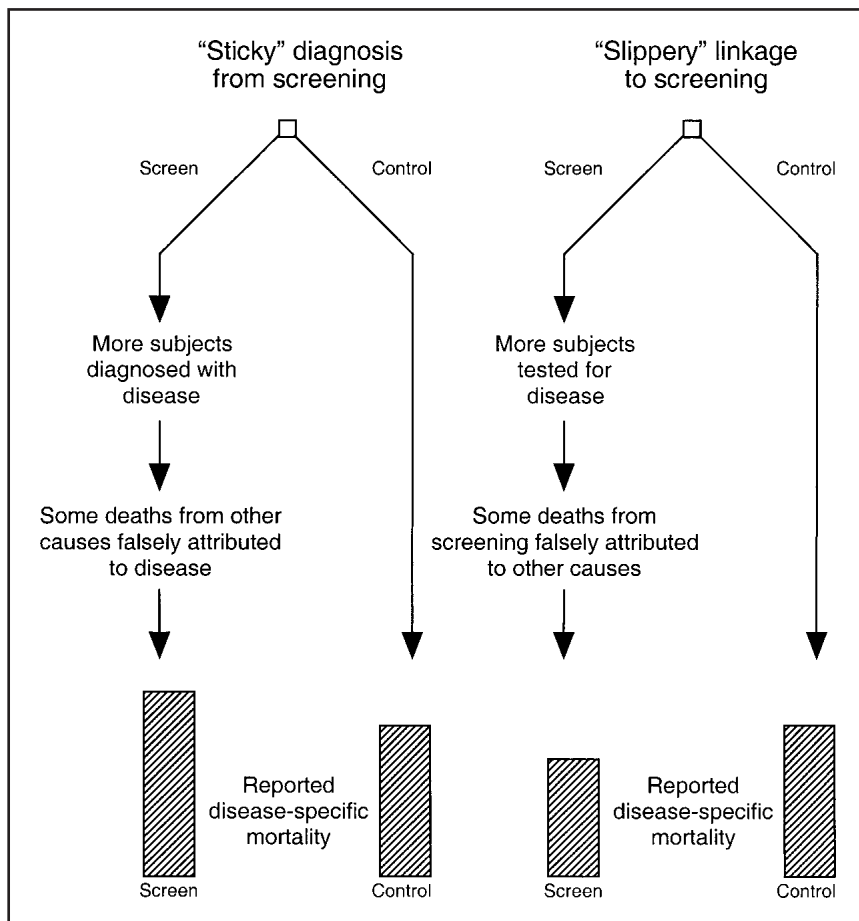 “Sticky” diagnosis
from screening
Screen
Control
More subjects
diagnosed with
disease
Some deaths from other
causes falsely attributed
to disease
Reported
disease-specific
mortality
Screen
Control
“Slippery” linkage
to screening
Screen
Control
More subjects
tested for
disease
Some deaths from
screening falsely attributed
to other causes
Reported
disease-specific
mortality
Screen
Control